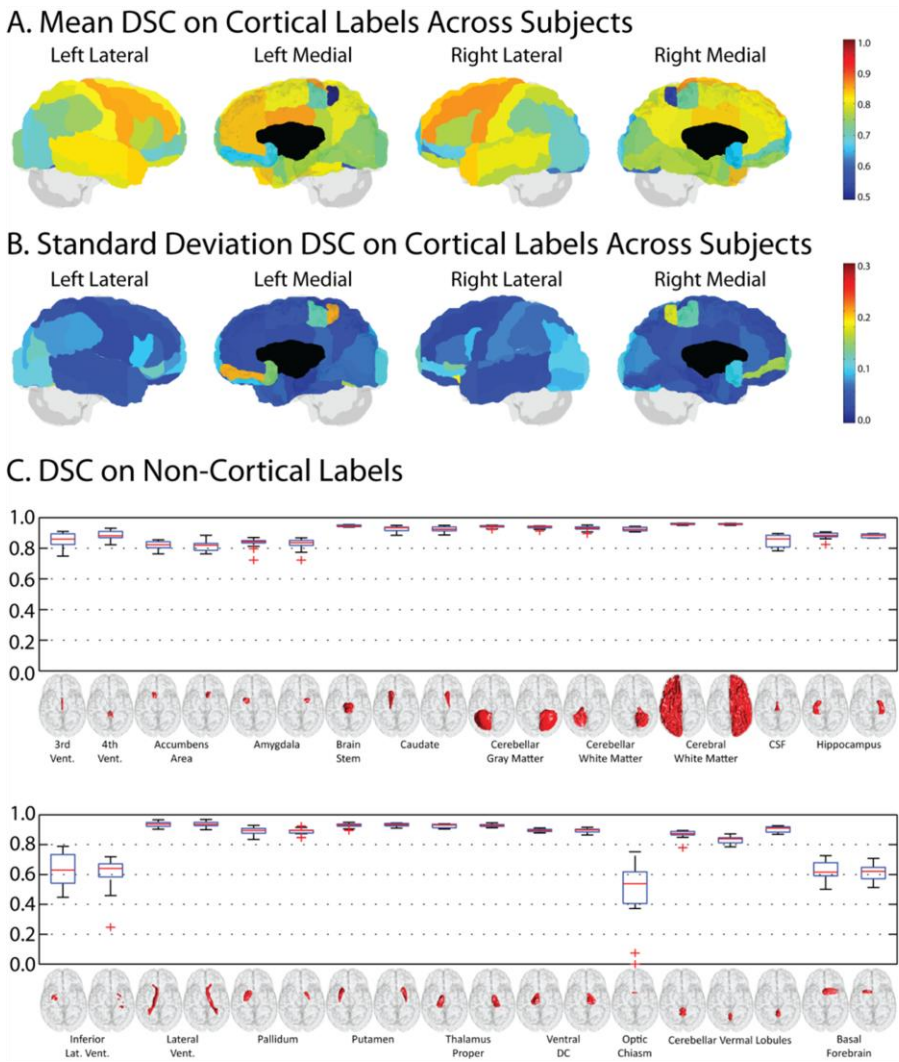 A. Mean DSC on Cortical Labels Across Subjects
Left Lateral Left Medial Right Lateral Right Medial
1.0
0.9
0.8
0.7
0.6
0.5
B. Standard Deviation DSC on Cortical Labels Across Subjects
Left Lateral Left Medial Right Lateral Right Medial
0.3
0.2
0.1
0.0
C. DSC on Non-Cortical Labels
1.0
0.8
0.6
0.4
0.2
0.0
3rd 4th Accumbens Amygdala Brain Caudate Cerebellar Cerebellar Cerebral CSF Hippocampus
Vent. Vent. Area Stem Gray Matter White Matter White Matter
1.0
0.8
0.6
0.4
0.2
0.0
Inferior Lateral Pallidum Putamen Thalamus Ventral Optic Cerebellar Vermal Lobules Basal
Lat. Vent. Vent. Proper DC Chiasm Forebrain